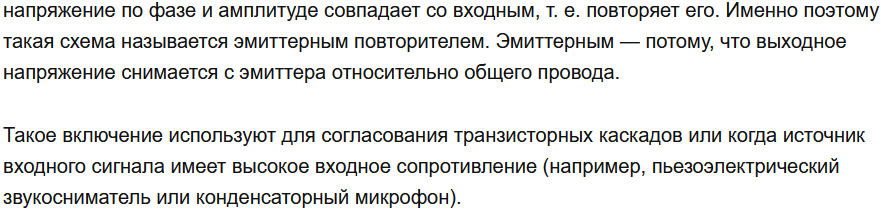 напряжение по фазе и амплитуде совпадает со входным, т. е. повторяет его. Именно поэтому
такая схема называется эмиттерным повторителем. Эмиттерным — потому, что выходное
напряжение снимается с эмиттера относительно общего провода.
Такое включение используют для согласования транзисторных каскадов или когда источник
входного сигнала имеет высокое входное сопротивление (например, пьезоэлектрический
звукосниматель или конденсаторный микрофон).